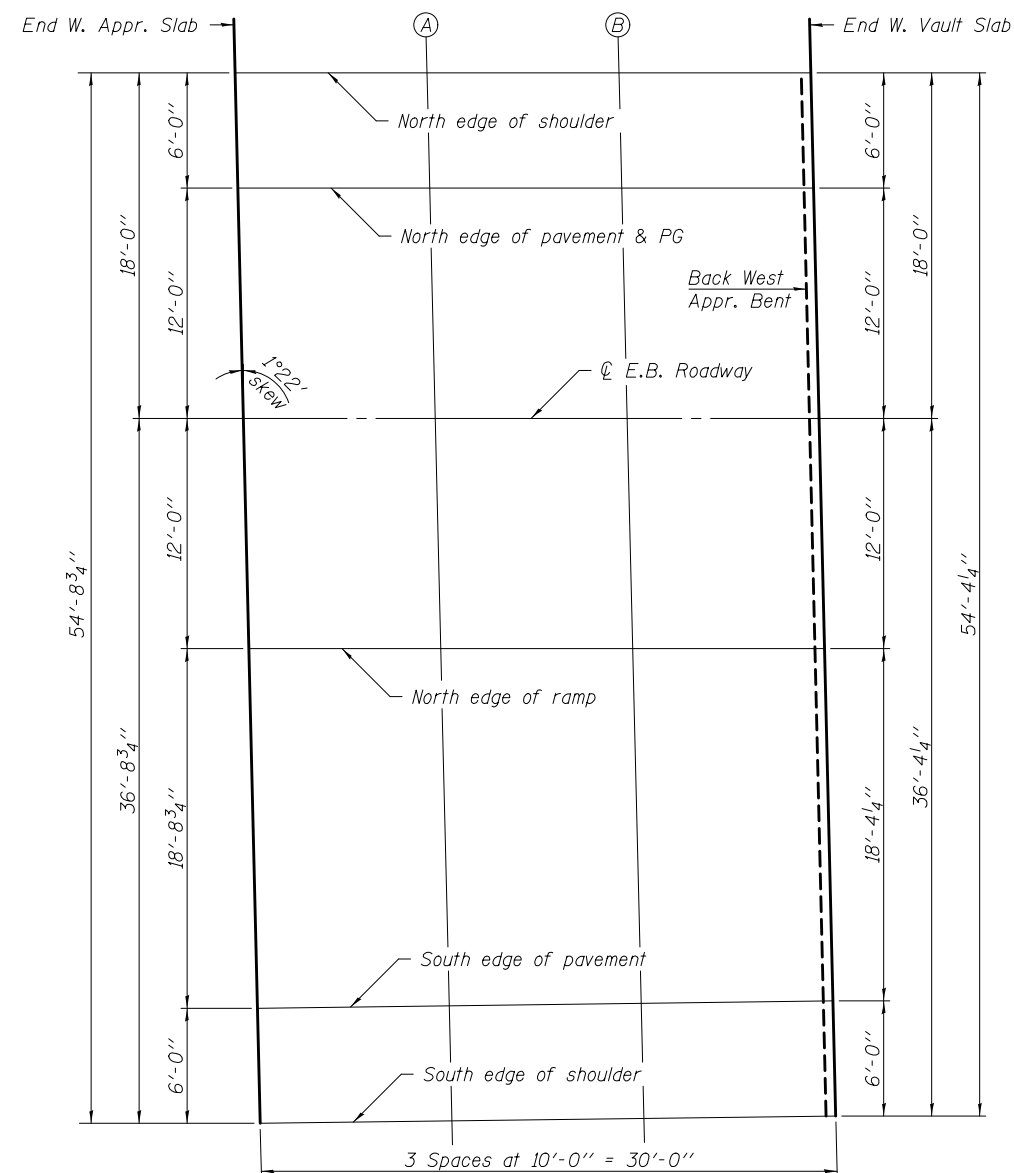 End W. Appr. Slab
A
B
End W. Vault Slab
North edge of shoulder
6'-0"
6'-0"
North edge of pavement & PG
18'-0"
12'-0"
Back West
Appr. Bent
12'-0"
18'-0"
1°22'
skew
℄ E.B. Roadway
54'-8¾"
12'-0"
12'-0"
54'-4¼"
North edge of ramp
36'-8¾"
18'-8¾"
18'-4¼"
36'-4¼"
South edge of pavement
6'-0"
South edge of shoulder
6'-0"
3 Spaces at 10'-0" = 30'-0"